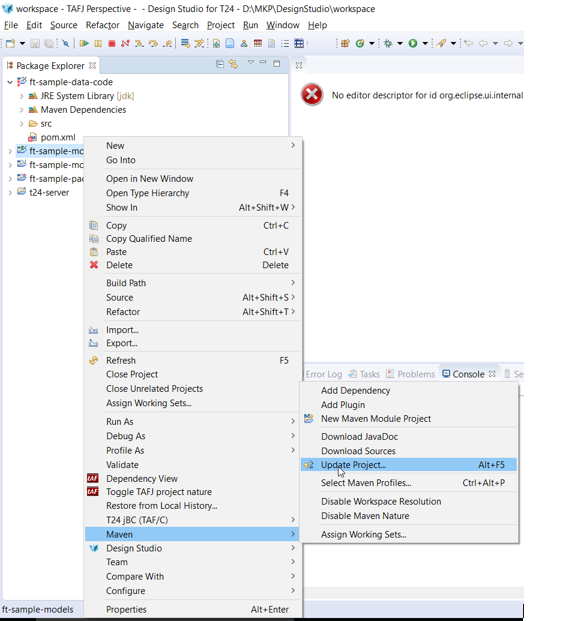 workspace - TAFJ Perspective - - Design Studio for T24 - D:\MKP\DesignStudio\workspace
File Edit Source Refactor Navigate Search Project Run Window Help
Package Explorer
ft-sample-data-code
JRE System Library [jdk]
Maven Dependencies
src
pom.xml
ft-sample-mo
ft-sample-mo
ft-sample-pac
t24-server
No editor descriptor for id org.eclipse.ui.internal
New
Go Into
Open in New Window
Open Type Hierarchy F4
Show In Alt+Shift+W
Copy Ctrl+C
Copy Qualified Name
Paste Ctrl+V
Delete Delete
Build Path
Source Alt+Shift+S
Refactor Alt+Shift+T
Import...
Export...
Refresh F5
Close Project
Close Unrelated Projects
Assign Working Sets...
Run As
Debug As
Profile As
Validate
TAF Dependency View
TAF Toggle TAFJ project nature
Restore from Local History...
T24 jBC (TAF/C)
Maven
Design Studio
Team
Compare With
Configure
Properties Alt+Enter
Error Log Tasks Problems Console Se
Add Dependency
Add Plugin
New Maven Module Project
Download JavaDoc
Download Sources
Update Project... Alt+F5
Select Maven Profiles... Ctrl+Alt+P
Disable Workspace Resolution
Disable Maven Nature
Assign Working Sets...
ft-sample-models